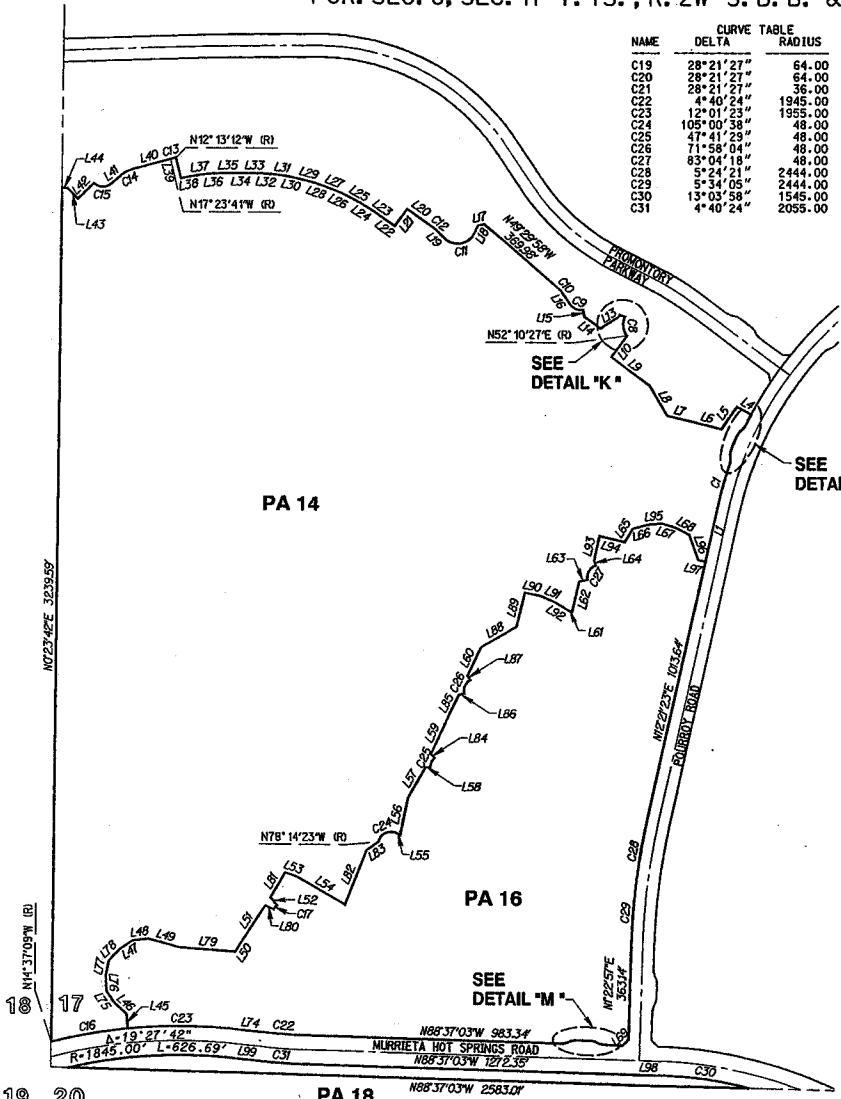 POR. SEC. 8, SEC. 17 T. 7S., R. 2W S. B. B. &
CURVE TABLE
NAME DELTA RADIUS
C19 28°21'27" 64.00
C20 28°21'27" 64.00
C21 28°21'27" 36.00
C22 4°40'24" 1945.00
C23 12°01'23" 1955.00
C24 105°00'38" 48.00
C25 47°41'29" 48.00
C26 71°58'04" 48.00
C27 83°04'18" 48.00
C28 5°24'21" 2444.00
C29 5°34'05" 2444.00
C30 13°03'58" 1545.00
C31 4°40'24" 2055.00
N12°13'12"W (R)
L44
L42
L41
C15
C14
L40
C13
L39
L37 L35 L33 L31 L29 L27 L25 L23
L38 L36 L34 L32 L30 L28 L26 L24 L22
L43
N17°23'41"W (R)
L21
L20
C12
L19
C11
L17
L18
N49°29'58"W
369.98'
PROMONTORY
PARKWAY
C10
C9
L16
L15
L14
L13
C8
N52°10'27"E (R)
L10
L9
SEE
DETAIL "K"
L8
L7
L6
L5
L4
SEE
DETAI
C1
L1
PA 14
L95
L68
L65
L66
L67
L96
L97
L93
L94
L64
L63
C27
L62
L61
L90
L91
L92
L89
L88
L60
L87
C26
L86
L85
L59
L84
C25
L58
L57
L56
N0°23'42"E 3239.59'
N12°21'23"E 1013.64'
POURROY ROAD
N78°14'23"W (R)
C24
L83
L55
L82
L81
L53
L54
L52
C17
L80
L51
L50
C28
C29
PA 16
N14°37'09"W (R)
L48
L49
L47
L78
L77
L76
L75
L46
L79
L45
N1°22'57"E
363.14'
SEE
DETAIL "M"
18 17
C16
C23
L74
C22
N88°37'03"W 983.34'
L69
Δ=19°27'42"
R=1845.00' L=626.69'
L99
C31
MURRIETA HOT SPRINGS ROAD
N88°37'03"W 1272.35'
L98
C30
N88°37'03"W 2583.01'
19 20
PA 18